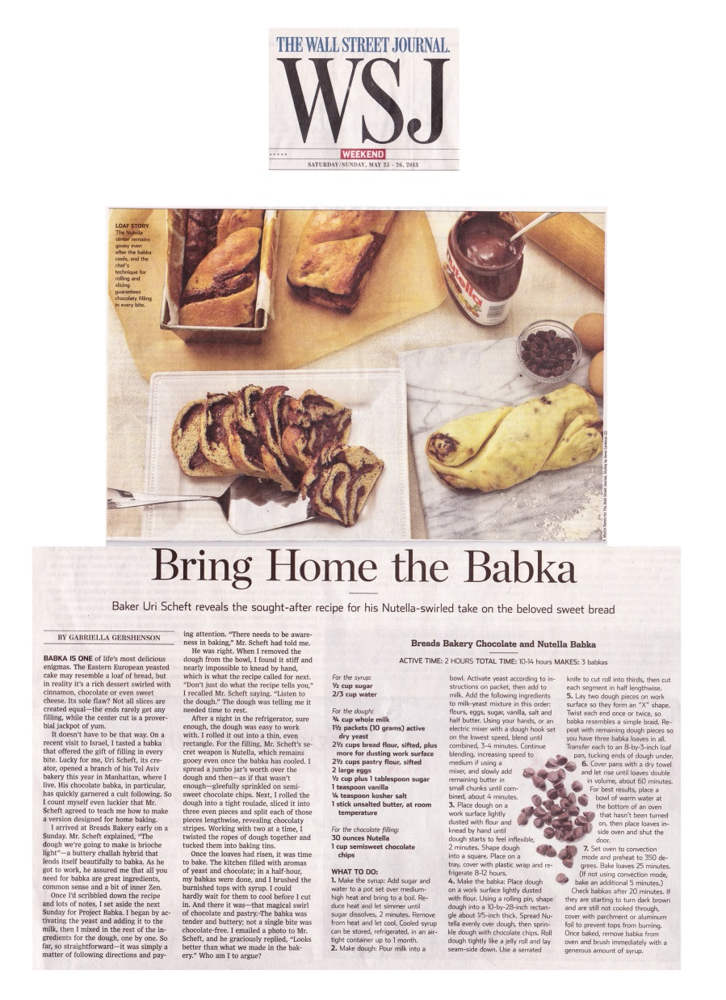 THE WALL STREET JOURNAL.
WSJ
WEEKEND
SATURDAY/SUNDAY, MAY 25 - 26, 2013
LOAF STORY
The Nutella
center remains
gooey even
after the babka
cools, and the
chef's
technique for
rolling and
slicing
guarantees
chocolaty filling
in every bite.
Bring Home the Babka
Baker Uri Scheft reveals the sought-after recipe for his Nutella-swirled take on the beloved sweet bread
BY GABRIELLA GERSHENSON
BABKA IS ONE of life's most delicious
enigmas. The Eastern European yeasted
cake may resemble a loaf of bread, but
in reality it's a rich dessert swirled with
cinnamon, chocolate or even sweet
cheese. Its sole flaw? Not all slices are
created equal—the ends rarely get any
filling, while the center cut is a prover-
bial jackpot of yum.
It doesn't have to be that way. On a
recent visit to Israel, I tasted a babka
that offered the gift of filling in every
bite. Lucky for me, Uri Scheft, its cre-
ator, opened a branch of his Tel Aviv
bakery this year in Manhattan, where I
live. His chocolate babka, in particular,
has quickly garnered a cult following. So
I count myself even luckier that Mr.
Scheft agreed to teach me how to make
a version designed for home baking.
I arrived at Breads Bakery early on a
Sunday. Mr. Scheft explained, "The
dough we're going to make is brioche
light"—a buttery challah hybrid that
lends itself beautifully to babka. As he
got to work, he assured me that all you
need for babka are great ingredients,
common sense and a bit of inner Zen.
Once I'd scribbled down the recipe
and lots of notes, I set aside the next
Sunday for Project Babka. I began by ac-
tivating the yeast and adding it to the
milk, then I mixed in the rest of the in-
gredients for the dough, one by one. So
far, so straightforward—it was simply a
matter of following directions and pay-
ing attention. "There needs to be aware-
ness in baking," Mr. Scheft had told me.
He was right. When I removed the
dough from the bowl, I found it stiff and
nearly impossible to knead by hand,
which is what the recipe called for next.
"Don't just do what the recipe tells you,"
I recalled Mr. Scheft saying. "Listen to
the dough." The dough was telling me it
needed time to rest.
After a night in the refrigerator, sure
enough, the dough was easy to work
with. I rolled it out into a thin, even
rectangle. For the filling, Mr. Scheft's se-
cret weapon is Nutella, which remains
gooey once the babka has cooled. I
spread a jumbo jar's worth over the
dough and then—as if that wasn't
enough—gleefully sprinkled on semi-
sweet chocolate chips. Next, I rolled the
dough into a tight roulade, sliced it into
three even pieces and split each of those
pieces lengthwise, revealing chocolaty
stripes. Working with two at a time, I
twisted the ropes of dough together and
tucked them into baking tins.
Once the loaves had risen, it was time
to bake. The kitchen filled with aromas
of yeast and chocolate; in a half-hour,
my babkas were done, and I brushed the
burnished tops with syrup. I could
hardly wait for them to cool before I cut
in. And there it was—that magical swirl
of chocolate and pastry. The babka was
tender and buttery; not a single bite was
chocolate-free. I emailed a photo to Mr.
Scheft, and he graciously replied, "Looks
better than what we made in the bak-
ery." Who am I to argue?
Breads Bakery Chocolate and Nutella Babka
ACTIVE TIME: 2 HOURS TOTAL TIME: 10-14 hours MAKES: 3 babkas
For the syrup:
½ cup sugar
2/3 cup water
For the dough:
¾ cup whole milk
1½ packets (10 grams) active
dry yeast
2½ cups bread flour, sifted, plus
more for dusting work surface
2½ cups pastry flour, sifted
2 large eggs
½ cup plus 1 tablespoon sugar
1 teaspoon vanilla
¼ teaspoon kosher salt
1 stick unsalted butter, at room
temperature
For the chocolate filling:
30 ounces Nutella
1 cup semisweet chocolate
chips
WHAT TO DO:
1. Make the syrup: Add sugar and
water to a pot set over medium-
high heat and bring to a boil. Re-
duce heat and let simmer until
sugar dissolves, 2 minutes. Remove
from heat and let cool. Cooled syrup
can be stored, refrigerated, in an air-
tight container up to 1 month.
2. Make dough: Pour milk into a
bowl. Activate yeast according to in-
structions on packet, then add to
milk. Add the following ingredients
to milk-yeast mixture in this order:
flours, eggs, sugar, vanilla, salt and
half butter. Using your hands, or an
electric mixer with a dough hook set
on the lowest speed, blend until
combined, 3-4 minutes. Continue
blending, increasing speed to
medium if using a
mixer, and slowly add
remaining butter in
small chunks until com-
bined, about 4 minutes.
3. Place dough on a
work surface lightly
dusted with flour and
knead by hand until
dough starts to feel inflexible,
2 minutes. Shape dough
into a square. Place on a
tray, cover with plastic wrap and re-
frigerate 8-12 hours.
4. Make the babka: Place dough
on a work surface lightly dusted
with flour. Using a rolling pin, shape
dough into a 10-by-28-inch rectan-
gle about 1/5-inch thick. Spread Nu-
tella evenly over dough, then sprin-
kle dough with chocolate chips. Roll
dough tightly like a jelly roll and lay
seam-side down. Use a serrated
knife to cut roll into thirds, then cut
each segment in half lengthwise.
5. Lay two dough pieces on work
surface so they form an "X" shape.
Twist each end once or twice, so
babka resembles a simple braid. Re-
peat with remaining dough pieces so
you have three babka loaves in all.
Transfer each to an 8-by-3-inch loaf
pan, tucking ends of dough under.
6. Cover pans with a dry towel
and let rise until loaves double
in volume, about 60 minutes.
For best results, place a
bowl of warm water at
the bottom of an oven
that hasn't been turned
on, then place loaves in-
side oven and shut the
door.
7. Set oven to convection
mode and preheat to 350 de-
grees. Bake loaves 25 minutes.
(If not using convection mode,
bake an additional 5 minutes.)
Check babkas after 20 minutes. If
they are starting to turn dark brown
and are still not cooked through,
cover with parchment or aluminum
foil to prevent tops from burning.
Once baked, remove babka from
oven and brush immediately with a
generous amount of syrup.